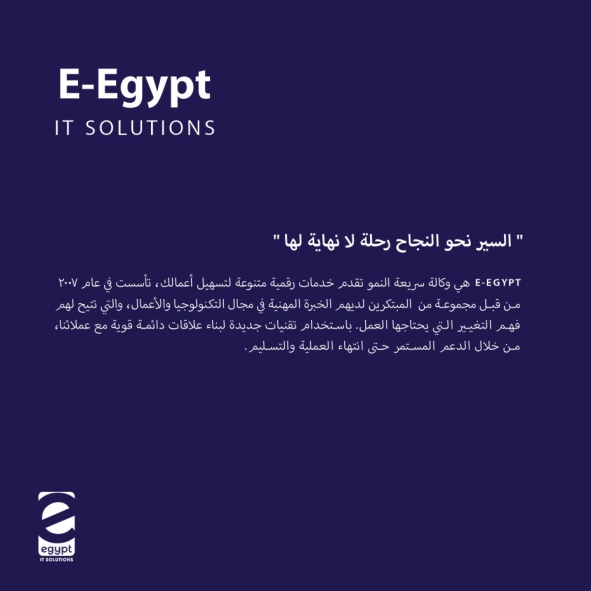 E-Egypt
IT SOLUTIONS
" السير نحو النجاح رحلة لا نهاية لها "
E-EGYPT هي وكالة سريعة النمو تقدم خدمات رقمية متنوعة لتسهيل أعمالك، تأسست في عام ٢٠٠٧
من قبل مجموعة من المبتكرين لديهم الخبرة المهنية في مجال التكنولوجيا والأعمال، والتي تتيح لهم
فهم التغيير التي يحتاجها العمل. باستخدام تقنيات جديدة لبناء علاقات دائمة قوية مع عملائنا،
من خلال الدعم المستمر حتى انتهاء العملية والتسليم.
e
egypt
IT SOLUTIONS